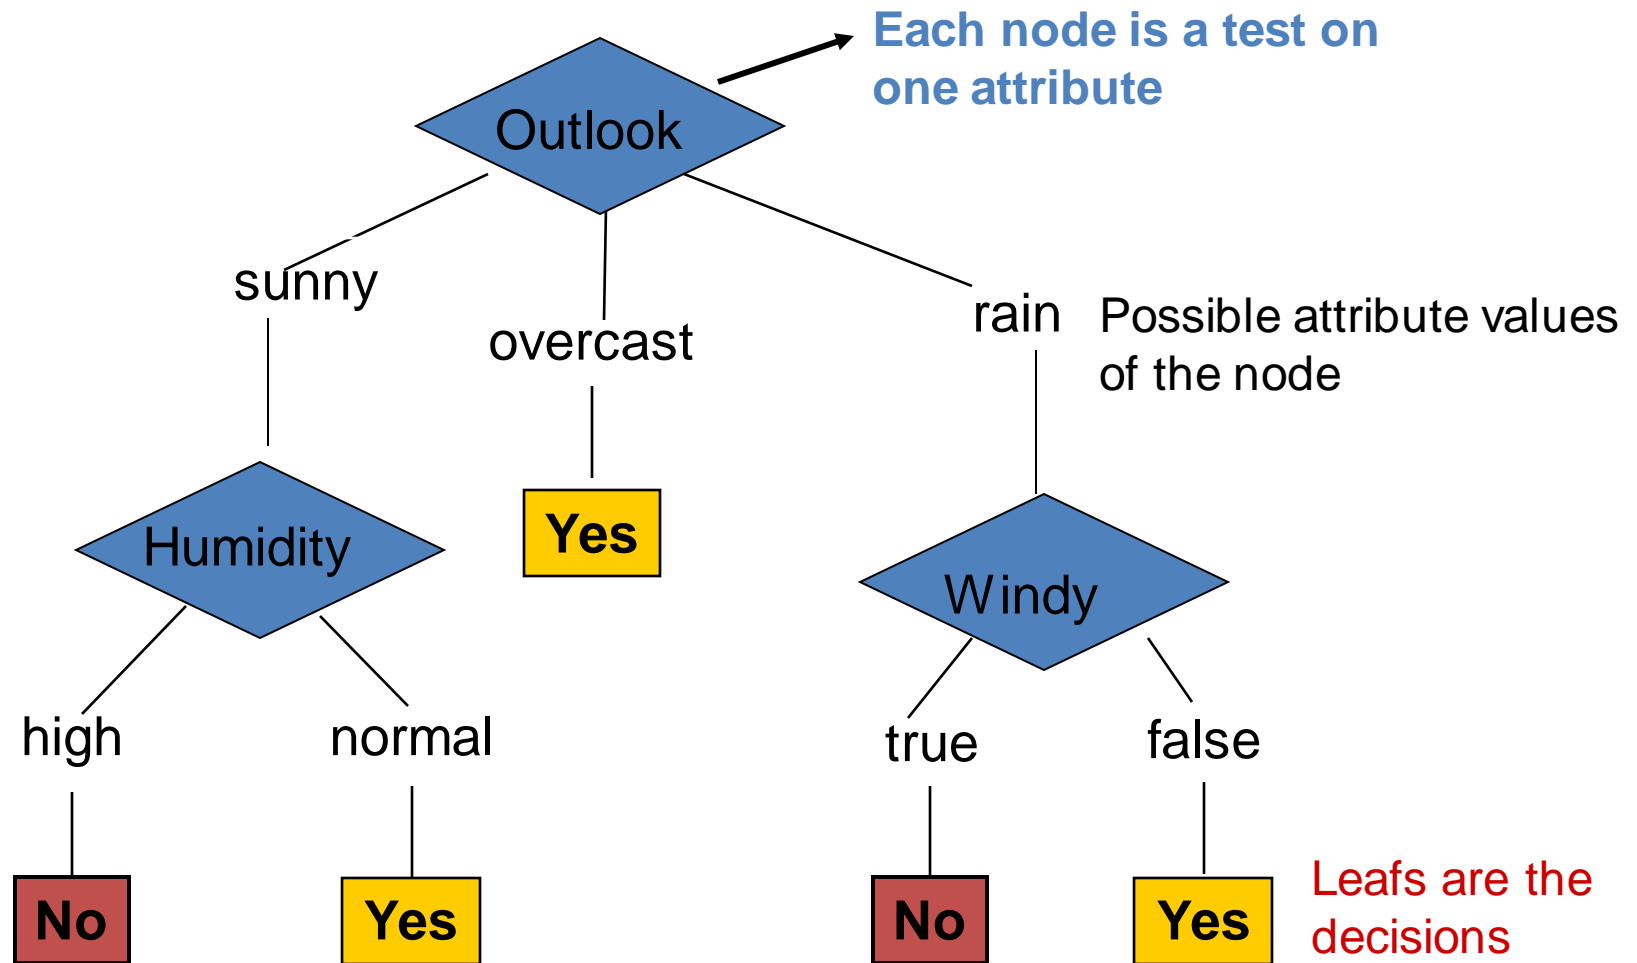 Each node is a test on
one attribute
Outlook
sunny
overcast
rain
Possible attribute values
of the node
Humidity
Yes
Windy
high
normal
true
false
No
Yes
No
Yes
Leafs are the
decisions